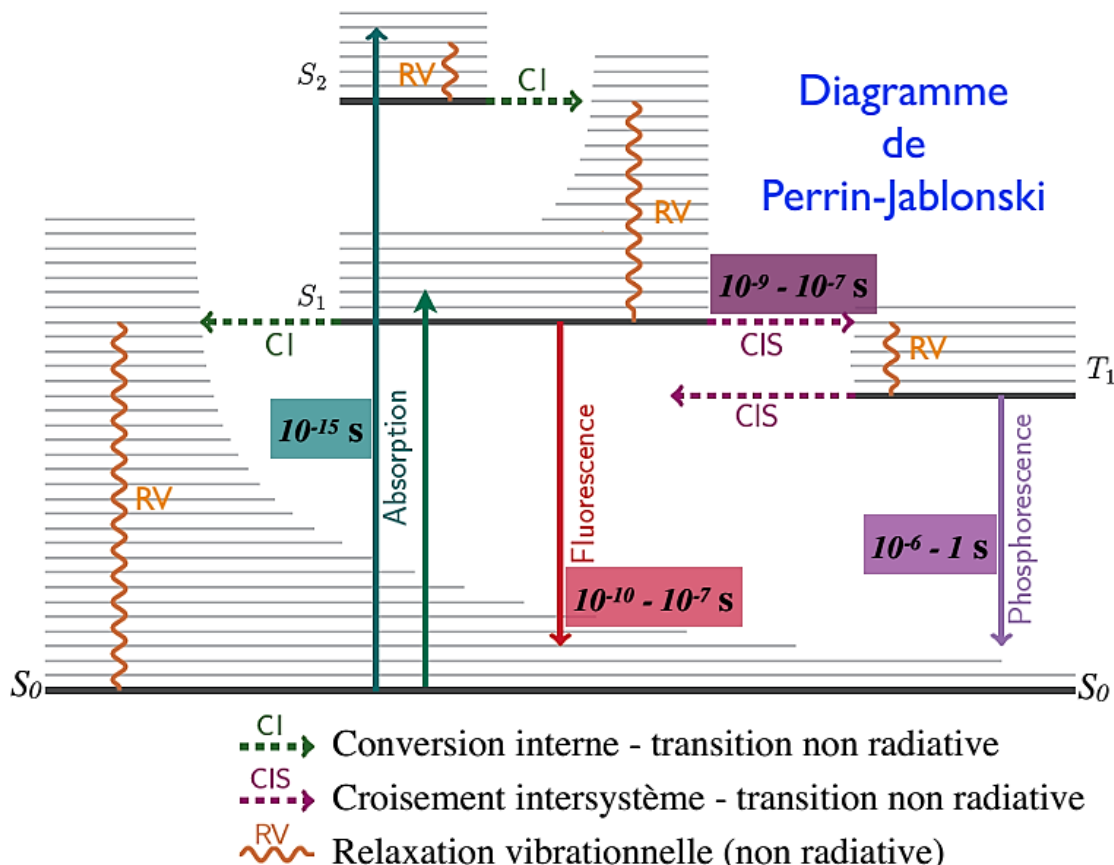 S₂
RV
CI
Diagramme
de
Perrin-Jablonski
RV
S₁
10⁻⁹ - 10⁻⁷ s
CI
CIS
RV
T₁
CIS
10⁻¹⁵ s
Absorption
Fluorescence
Phosphorescence
RV
10⁻⁶ - 1 s
10⁻¹⁰ - 10⁻⁷ s
S₀
S₀
CI
Conversion interne - transition non radiative
CIS
Croisement intersystème - transition non radiative
RV
Relaxation vibrationnelle (non radiative)